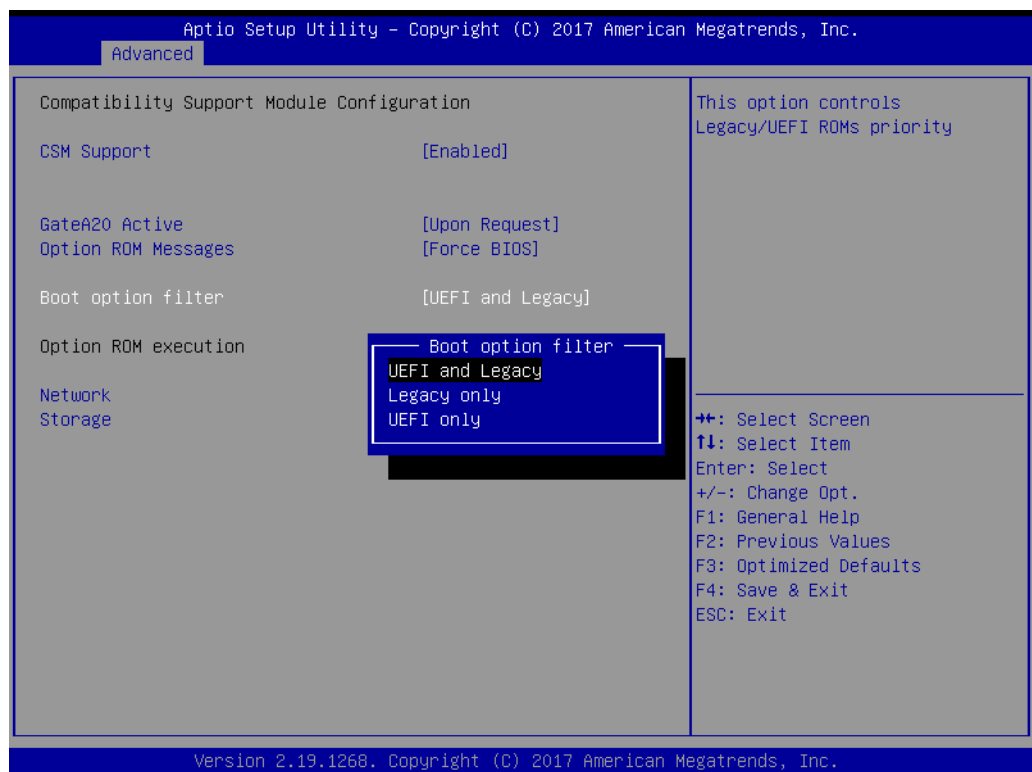 Aptio Setup Utility – Copyright (C) 2017 American Megatrends, Inc.
Advanced
Compatibility Support Module Configuration
CSM Support [Enabled]
GateA20 Active [Upon Request]
Option ROM Messages [Force BIOS]
Boot option filter [UEFI and Legacy]
Option ROM execution
Network
Storage
Boot option filter
UEFI and Legacy
Legacy only
UEFI only
This option controls
Legacy/UEFI ROMs priority
→←: Select Screen
↑↓: Select Item
Enter: Select
+/-: Change Opt.
F1: General Help
F2: Previous Values
F3: Optimized Defaults
F4: Save & Exit
ESC: Exit
Version 2.19.1268. Copyright (C) 2017 American Megatrends, Inc.